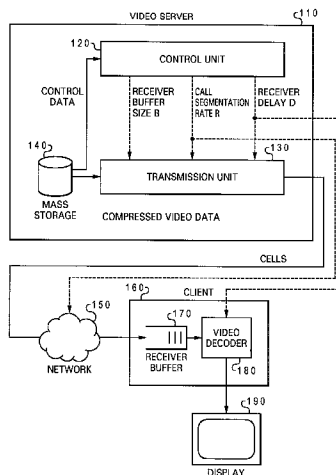 VIDEO SERVER
110
120
CONTROL UNIT
CONTROL
DATA
RECEIVER
BUFFER
SIZE B
CALL
SEGMENTATION
RATE R
RECEIVER
DELAY D
140
130
TRANSMISSION UNIT
MASS
STORAGE
COMPRESSED VIDEO DATA
CELLS
150
160
CLIENT
170
VIDEO
DECODER
NETWORK
RECEIVER
BUFFER
180
190
DISPLAY